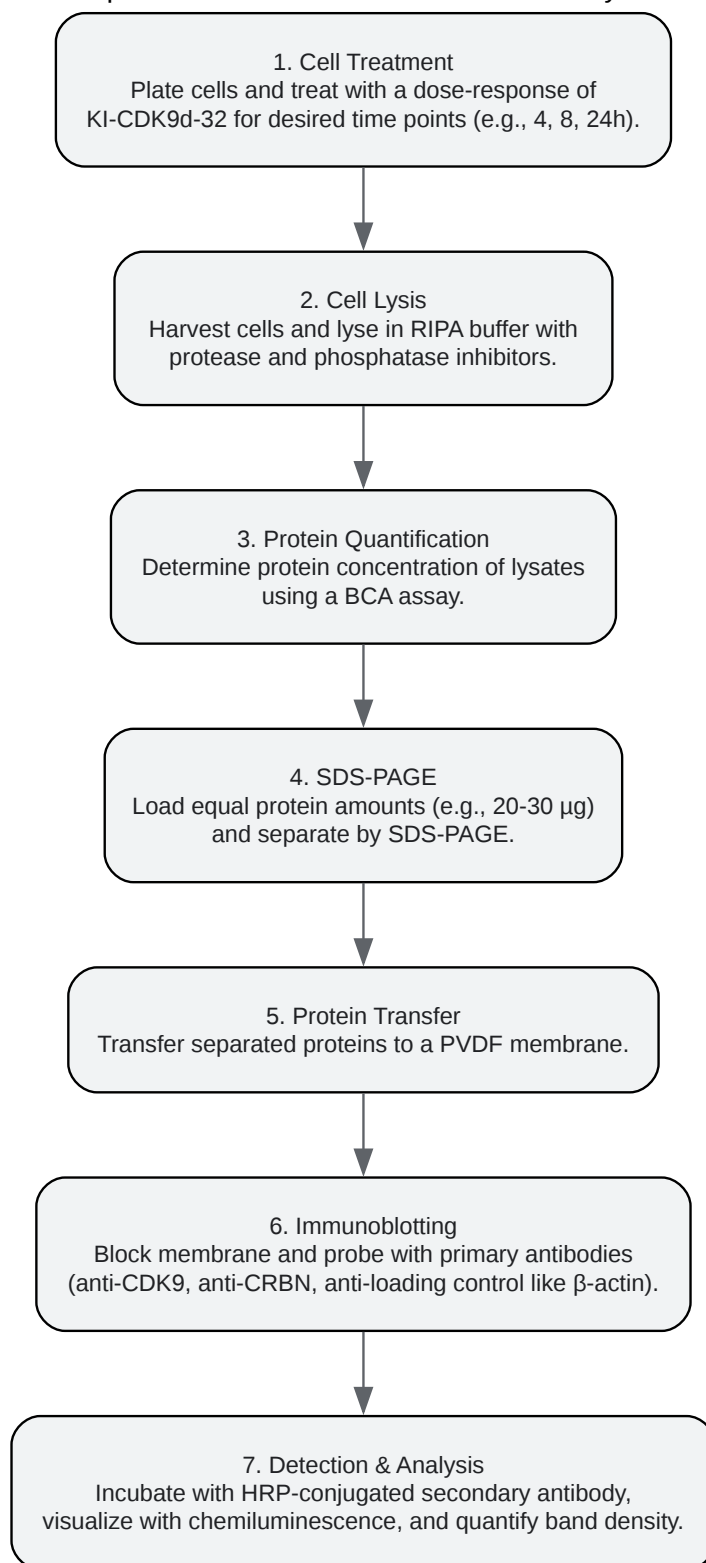 1. Cell Treatment
Plate cells and treat with a dose-response of
KI-CDK9d-32 for desired time points (e.g., 4, 8, 24h).
2. Cell Lysis
Harvest cells and lyse in RIPA buffer with
protease and phosphatase inhibitors.
3. Protein Quantification
Determine protein concentration of lysates
using a BCA assay.
4. SDS-PAGE
Load equal protein amounts (e.g., 20-30 µg)
and separate by SDS-PAGE.
5. Protein Transfer
Transfer separated proteins to a PVDF membrane.
6. Immunoblotting
Block membrane and probe with primary antibodies
(anti-CDK9, anti-CRBN, anti-loading control like β-actin).
7. Detection & Analysis
Incubate with HRP-conjugated secondary antibody,
visualize with chemiluminescence, and quantify band density.